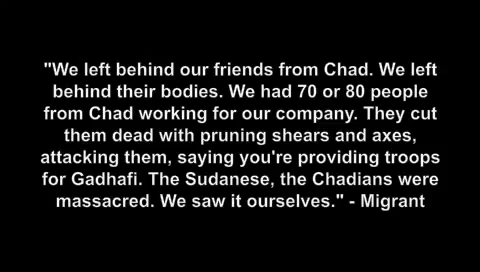 "We left behind our friends from Chad. We left
behind their bodies. We had 70 or 80 people
from Chad working for our company. They cut
them dead with pruning shears and axes,
attacking them, saying you're providing troops
for Gadhafi. The Sudanese, the Chadians were
massacred. We saw it ourselves." - Migrant